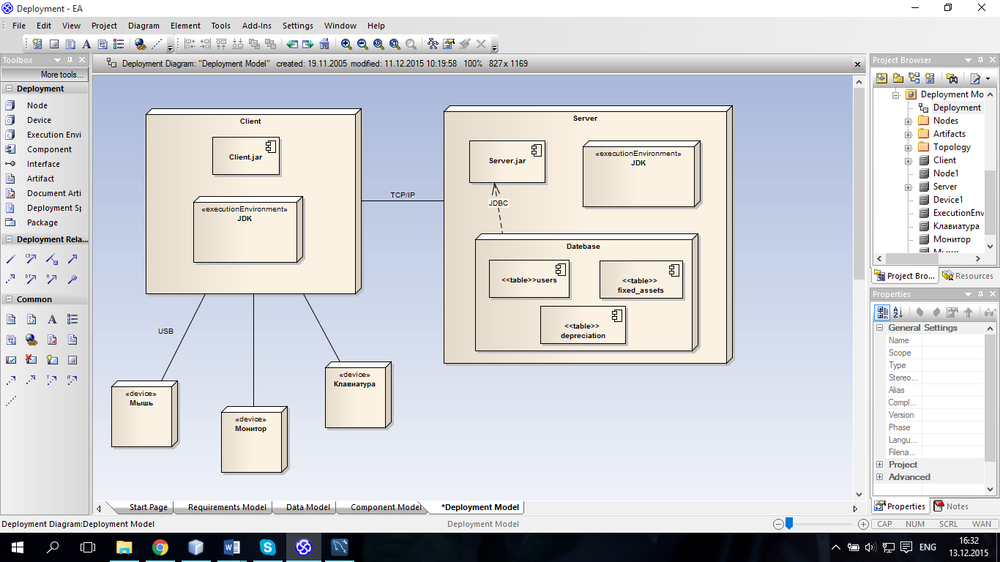 Deployment - EA
File Edit View Project Diagram Element Tools Add-Ins Settings Window Help
Toolbox
More tools...
Deployment
Node
Device
Execution Envi
Component
Interface
Artifact
Document Arti
Deployment Sp
Package
Deployment Rela...
Common
Deployment Diagram: "Deployment Model" created: 19.11.2005 modified: 11.12.2015 10:19:58 100% 827 x 1169
Client
Client.jar
«executionEnvironment»
JDK
TCP/IP
Server
Server.jar
«executionEnvironment»
JDK
JDBC
Datebase
<<table>>users
<<table>>
fixed_assets
<<table>>
depreciation
USB
«device»
Мышь
«device»
Монитор
«device»
Клавиатура
Start Page Requirements Model Data Model Component Model *Deployment Model
Project Browser
Deployment Mo
Deployment
Nodes
Artifacts
Topology
Client
Node1
Server
Device1
ExecutionEnv
Клавиатура
Монитор
Мышь
Project Bro... Resources
Properties
General Settings
Name
Scope
Type
Stereo...
Alias
Compl...
Version
Phase
Langu...
Filena...
Project
Advanced
Properties Notes
Deployment Diagram:Deployment Model
Deployment Model
CAP NUM SCRL WAN
ENG
16:32
13.12.2015